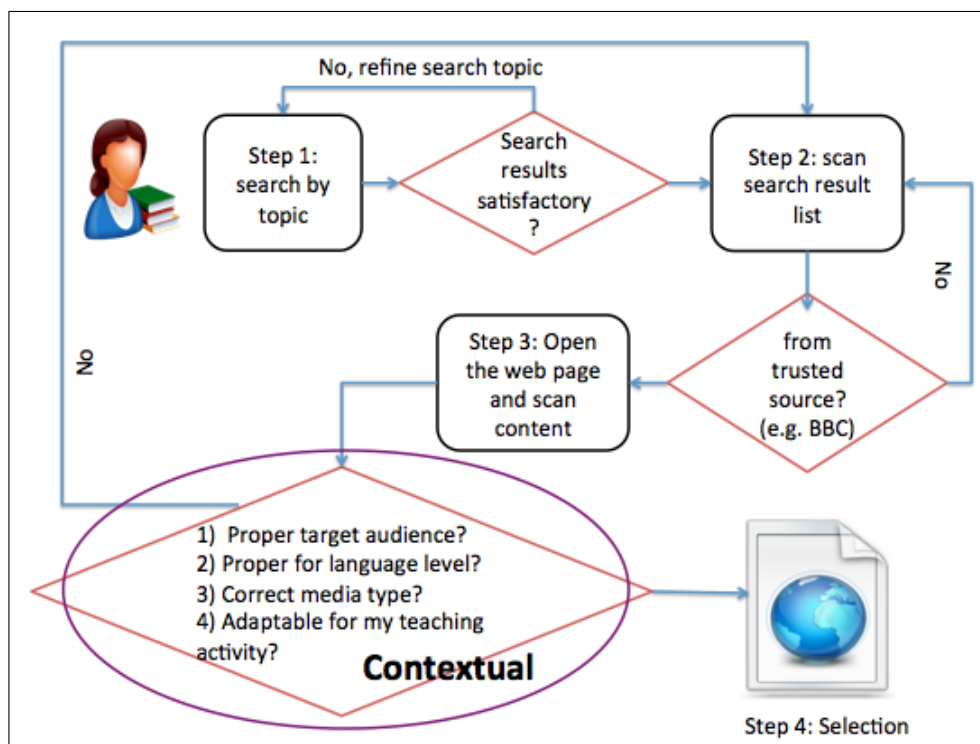 No, refine search topic
Step 1:
search by
topic
Search
results
satisfactory
?
Step 2: scan
search result
list
No
from
trusted
source?
(e.g. BBC)
Step 3: Open
the web page
and scan
content
No
1) Proper target audience?
2) Proper for language level?
3) Correct media type?
4) Adaptable for my teaching
activity?
Contextual
Step 4: Selection